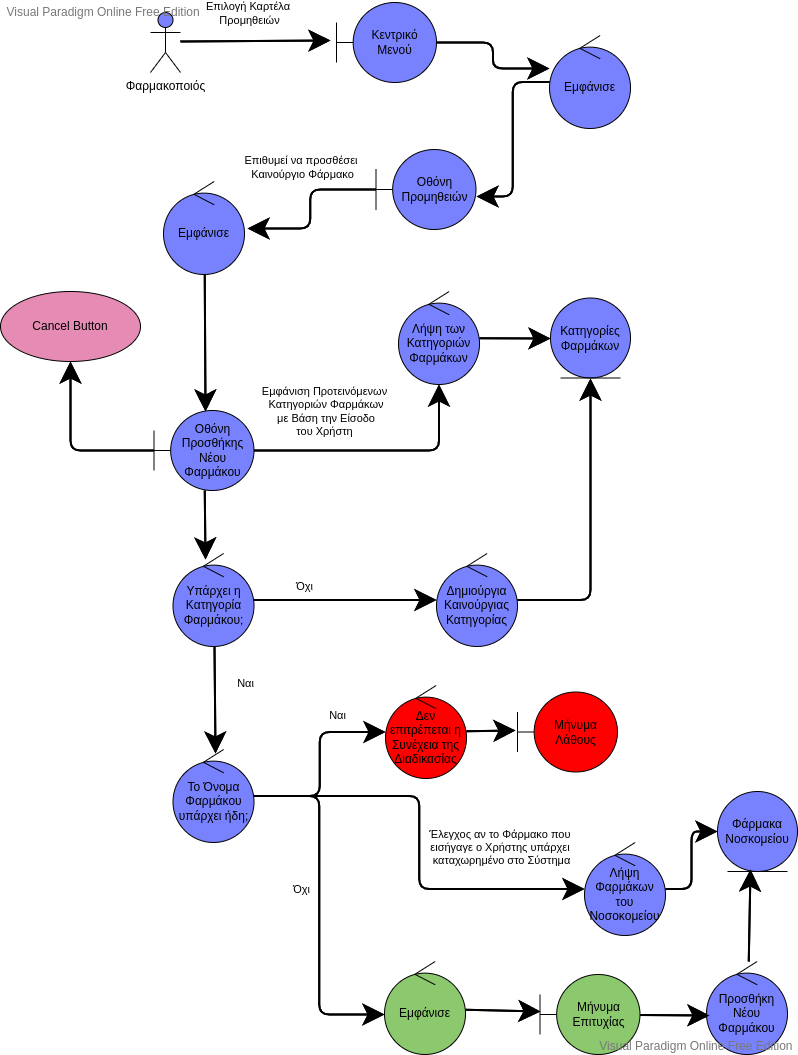 Visual Paradigm Online Free Edition
Επιλογή Καρτέλα
Προμηθειών
Φαρμακοποιός
Κεντρικό
Μενού
Εμφάνισε
Επιθυμεί να προσθέσει
Καινούργιο Φάρμακο
Οθόνη
Προμηθειών
Εμφάνισε
Cancel Button
Λήψη των
Κατηγοριών
Φαρμάκων
Κατηγορίες
Φαρμάκων
Εμφάνιση Προτεινόμενων
Κατηγοριών Φαρμάκων
με Βάση την Είσοδο
του Χρήστη
Οθόνη
Προσθήκης
Νέου
Φαρμάκου
Υπάρχει η
Κατηγορία
Φαρμάκου;
Όχι
Δημιούργια
Καινούργιας
Κατηγορίας
Ναι
Ναι
Δεν
επιτρέπεται η
Συνέχεια της
Διαδικασίας
Μήνυμα
Λάθους
Το Όνομα
Φαρμάκου
υπάρχει ήδη;
Έλεγχος αν το Φάρμακο που
εισήγαγε ο Χρήστης υπάρχει
καταχωρημένο στο Σύστημα
Φάρμακα
Νοσκομείου
Όχι
Λήψη
Φαρμάκων
του
Νοσοκομείου
Εμφάνισε
Μήνυμα
Επιτυχίας
Προσθήκη
Νέου
Φαρμάκου
Visual Paradigm Online Free Edition